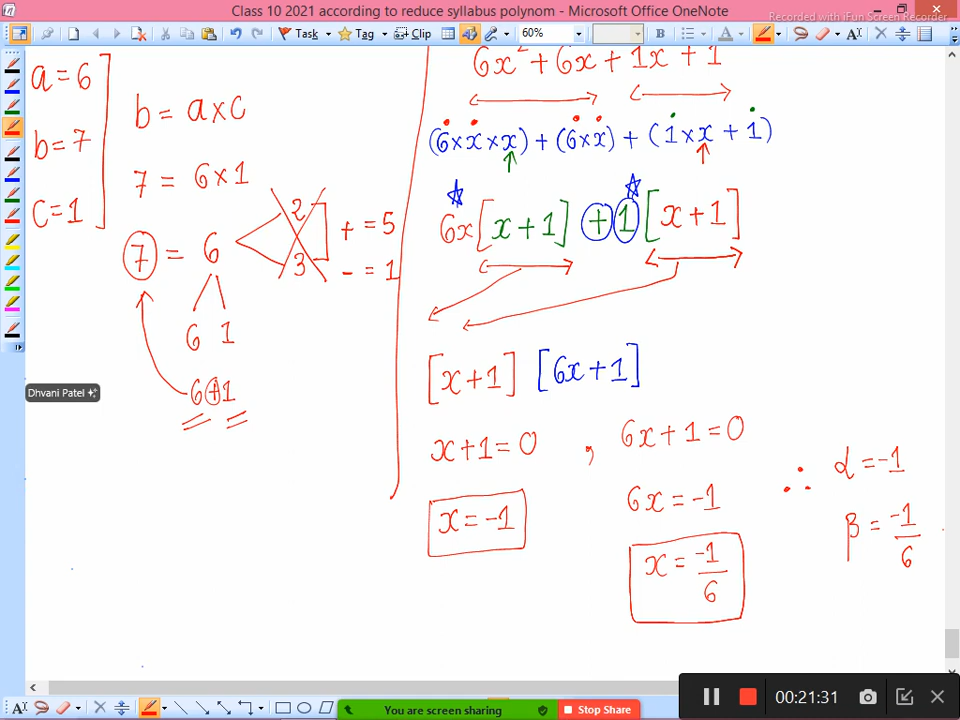 Class 10 2021 according to reduce syllabus polynom - Microsoft Office OneNote
Recorded with iFun Screen Recorder
Task Tag Clip 60% B A
a = 6
b = 7
c = 1
b = a×c
7 = 6×1
7 = 6
2
3
+ = 5
- = 1
6 1
6+1
6x² + 6x + 1x + 1
(6×x×x) + (6×x) + (1×x + 1)
6x[x+1] + 1[x+1]
[x+1] [6x+1]
x+1=0 , 6x+1=0
x = -1
6x = -1
x = -1/6
∴ α = -1
β = -1/6
Dhvani Patel
You are screen sharing
Stop Share
00:21:31